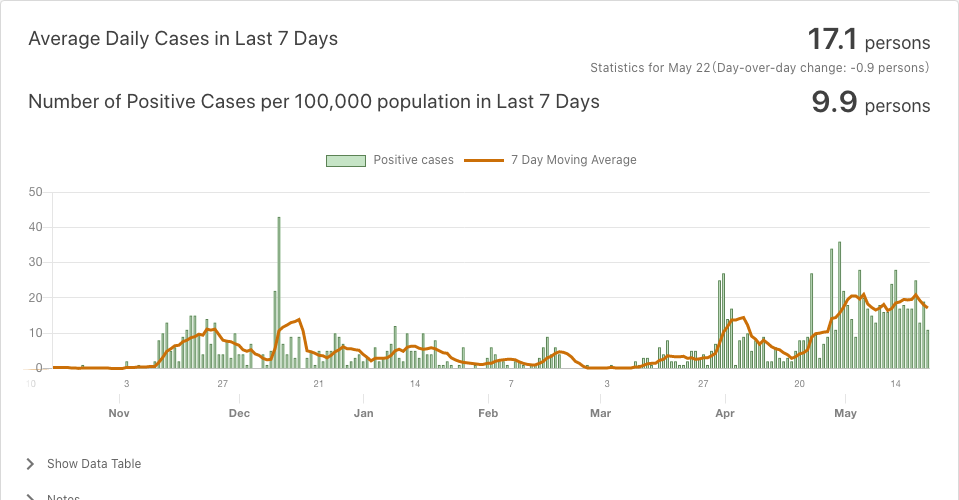 Average Daily Cases in Last 7 Days
17.1 persons
Statistics for May 22(Day-over-day change: -0.9 persons)
Number of Positive Cases per 100,000 population in Last 7 Days
9.9 persons
Positive cases 7 Day Moving Average
50
40
30
20
10
0
10 3 27 21 14 7 3 27 20 14
Nov Dec Jan Feb Mar Apr May
Show Data Table
Notes